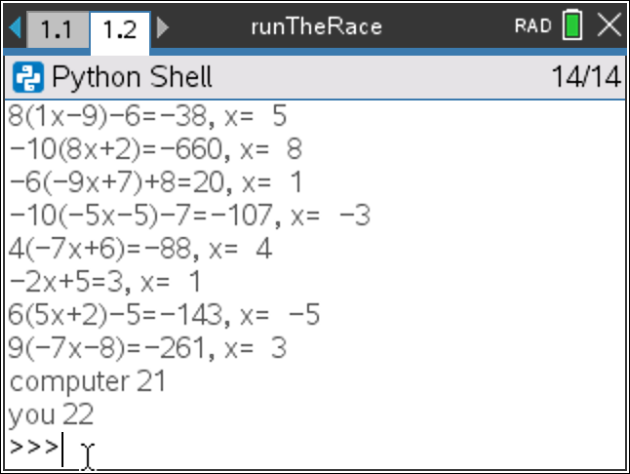 1.1 1.2 runTheRace RAD
Python Shell 14/14
8(1x−9)−6=−38, x=  5
−10(8x+2)=−660, x=  8
−6(−9x+7)+8=20, x=  1
−10(−5x−5)−7=−107, x=  −3
4(−7x+6)=−88, x=  4
−2x+5=3, x=  1
6(5x+2)−5=−143, x=  −5
9(−7x−8)=−261, x=  3
computer 21
you 22
>>>